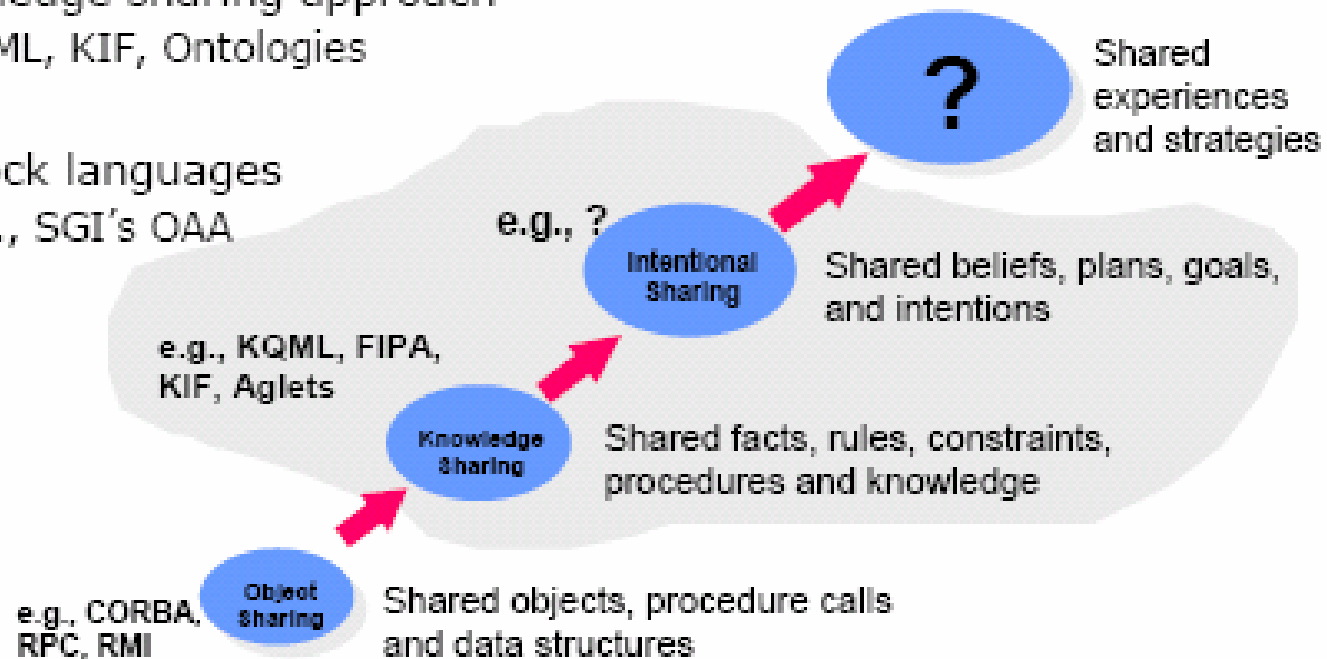 sharing approach
ML, KIF, Ontologies
languages
SGI's OAA
?
Shared
experiences
and strategies
e.g., ?
Intentional
Sharing
Shared beliefs, plans, goals,
and intentions
e.g., KQML, FIPA,
KIF, Aglets
Knowledge
Sharing
Shared facts, rules, constraints,
procedures and knowledge
Object
Sharing
e.g., CORBA,
RPC, RMI
Shared objects, procedure calls
and data structures